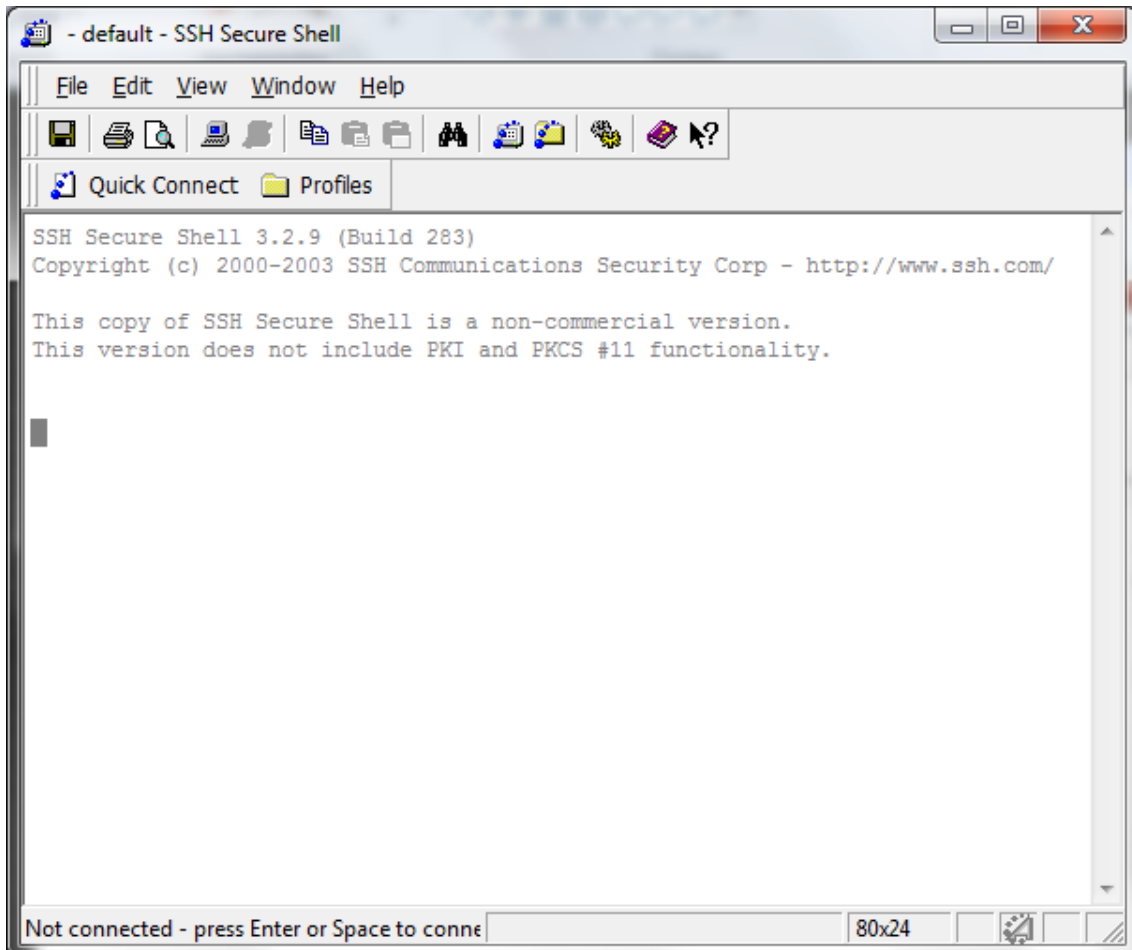 - default - SSH Secure Shell
File Edit View Window Help
Quick Connect Profiles
SSH Secure Shell 3.2.9 (Build 283)
Copyright (c) 2000-2003 SSH Communications Security Corp - http://www.ssh.com/
This copy of SSH Secure Shell is a non-commercial version.
This version does not include PKI and PKCS #11 functionality.
Not connected - press Enter or Space to conne 80x24